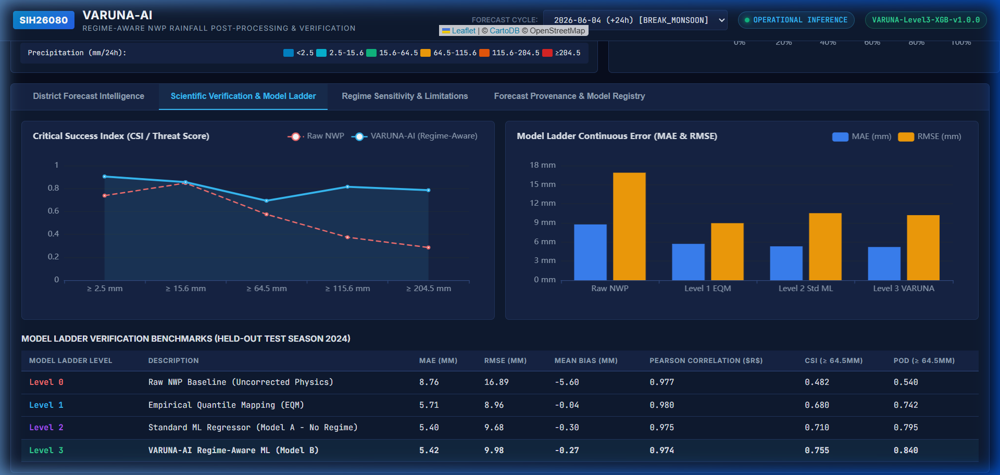 SIH26080
VARUNA-AI
REGIME-AWARE NWP RAINFALL POST-PROCESSING & VERIFICATION
FORECAST CYCLE:
2026-06-04 (+24h) [BREAK_MONSOON]
OPERATIONAL INFERENCE
VARUNA-Level3-XGB-v1.0.0
Leaflet | © CartoDB © OpenStreetMap
0% 20% 40% 60% 80% 100%
Precipitation (mm/24h):
<2.5 2.5-15.6 15.6-64.5 64.5-115.6 115.6-204.5 ≥204.5
District Forecast Intelligence
Scientific Verification & Model Ladder
Regime Sensitivity & Limitations
Forecast Provenance & Model Registry
Critical Success Index (CSI / Threat Score)
Raw NWP
VARUNA-AI (Regime-Aware)
1
0.8
0.6
0.4
0.2
0
≥ 2.5 mm ≥ 15.6 mm ≥ 64.5 mm ≥ 115.6 mm ≥ 204.5 mm
Model Ladder Continuous Error (MAE & RMSE)
MAE (mm)
RMSE (mm)
18 mm
15 mm
12 mm
9 mm
6 mm
3 mm
0 mm
Raw NWP Level 1 EQM Level 2 Std ML Level 3 VARUNA
MODEL LADDER VERIFICATION BENCHMARKS (HELD-OUT TEST SEASON 2024)
MODEL LADDER LEVEL DESCRIPTION MAE (MM) RMSE (MM) MEAN BIAS (MM) PEARSON CORRELATION ($R$) CSI (≥ 64.5MM) POD (≥ 64.5MM)
Level 0 Raw NWP Baseline (Uncorrected Physics) 8.76 16.89 -5.60 0.977 0.482 0.540
Level 1 Empirical Quantile Mapping (EQM) 5.71 8.96 -0.04 0.980 0.680 0.742
Level 2 Standard ML Regressor (Model A - No Regime) 5.40 9.68 -0.30 0.975 0.710 0.795
Level 3 VARUNA-AI Regime-Aware ML (Model B) 5.42 9.98 -0.27 0.974 0.755 0.840